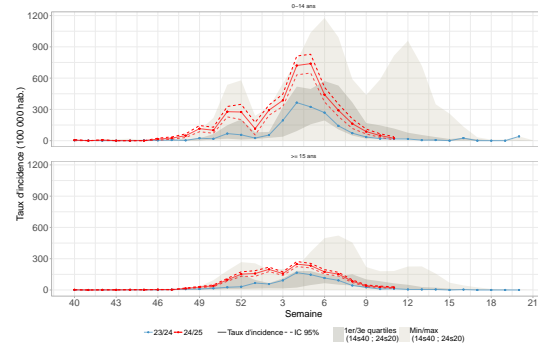 0−14 ans
1200
900
600
300
0
>= 15 ans
1200
900
600
300
0
Taux d'incidence (100 000 hab.)
40 43 46 49 52 3 6 9 12 15 18 21
Semaine
23/24 24/25 Taux d'incidence IC 95% 1er/3e quartiles Min/max
(14s40 ; 24s20) (14s40 ; 24s20)